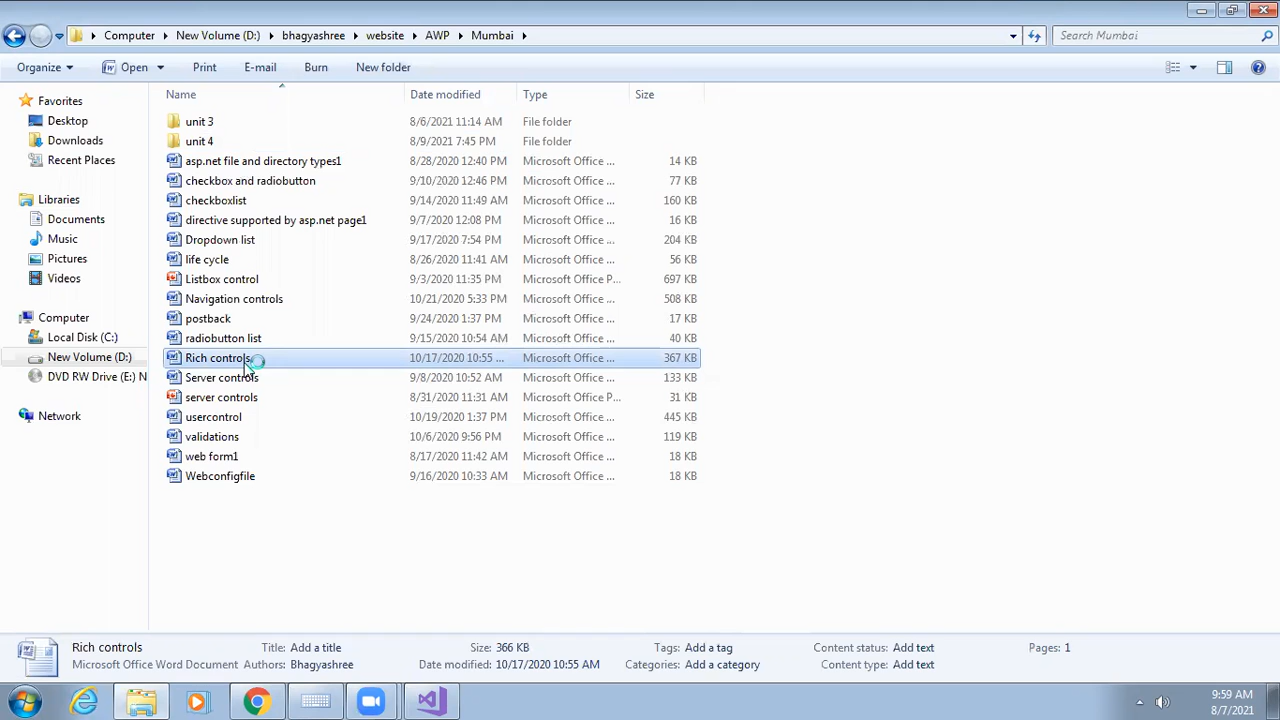 Computer New Volume (D:) bhagyashree website AWP Mumbai Search Mumbai
Organize Open Print E-mail Burn New folder
Name Date modified Type Size
Favorites
Desktop
Downloads
Recent Places
Libraries
Documents
Music
Pictures
Videos
Computer
Local Disk (C:)
New Volume (D:)
DVD RW Drive (E:) N
Network
unit 3 8/6/2021 11:14 AM File folder
unit 4 8/9/2021 7:45 PM File folder
asp.net file and directory types1 8/28/2020 12:40 PM Microsoft Office ... 14 KB
checkbox and radiobutton 9/10/2020 12:46 PM Microsoft Office ... 77 KB
checkboxlist 9/14/2020 11:49 AM Microsoft Office ... 160 KB
directive supported by asp.net page1 9/7/2020 12:08 PM Microsoft Office ... 16 KB
Dropdown list 9/17/2020 7:54 PM Microsoft Office ... 204 KB
life cycle 8/26/2020 11:41 AM Microsoft Office ... 56 KB
Listbox control 9/3/2020 11:35 PM Microsoft Office P... 697 KB
Navigation controls 10/21/2020 5:33 PM Microsoft Office ... 508 KB
postback 9/24/2020 1:37 PM Microsoft Office ... 17 KB
radiobutton list 9/15/2020 10:54 AM Microsoft Office ... 40 KB
Rich controls 10/17/2020 10:55 ... Microsoft Office ... 367 KB
Server controls 9/8/2020 10:52 AM Microsoft Office ... 133 KB
server controls 8/31/2020 11:31 AM Microsoft Office P... 31 KB
usercontrol 10/19/2020 1:37 PM Microsoft Office ... 445 KB
validations 10/6/2020 9:56 PM Microsoft Office ... 119 KB
web form1 8/17/2020 11:42 AM Microsoft Office ... 18 KB
Webconfigfile 9/16/2020 10:33 AM Microsoft Office ... 18 KB
Rich controls Title: Add a title Size: 366 KB Tags: Add a tag Content status: Add text Pages: 1
Microsoft Office Word Document Authors: Bhagyashree Date modified: 10/17/2020 10:55 AM Categories: Add a category Content type: Add text
9:59 AM
8/7/2021